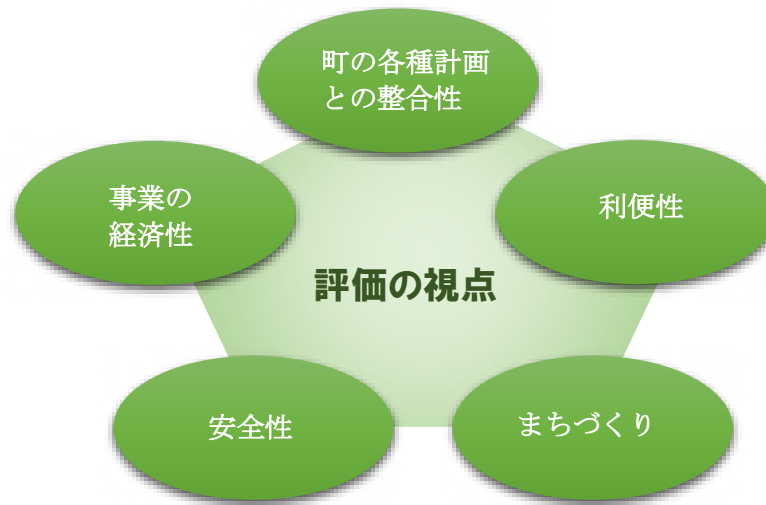 町の各種計画
との整合性
事業の
経済性
利便性
評価の視点
安全性
まちづくり